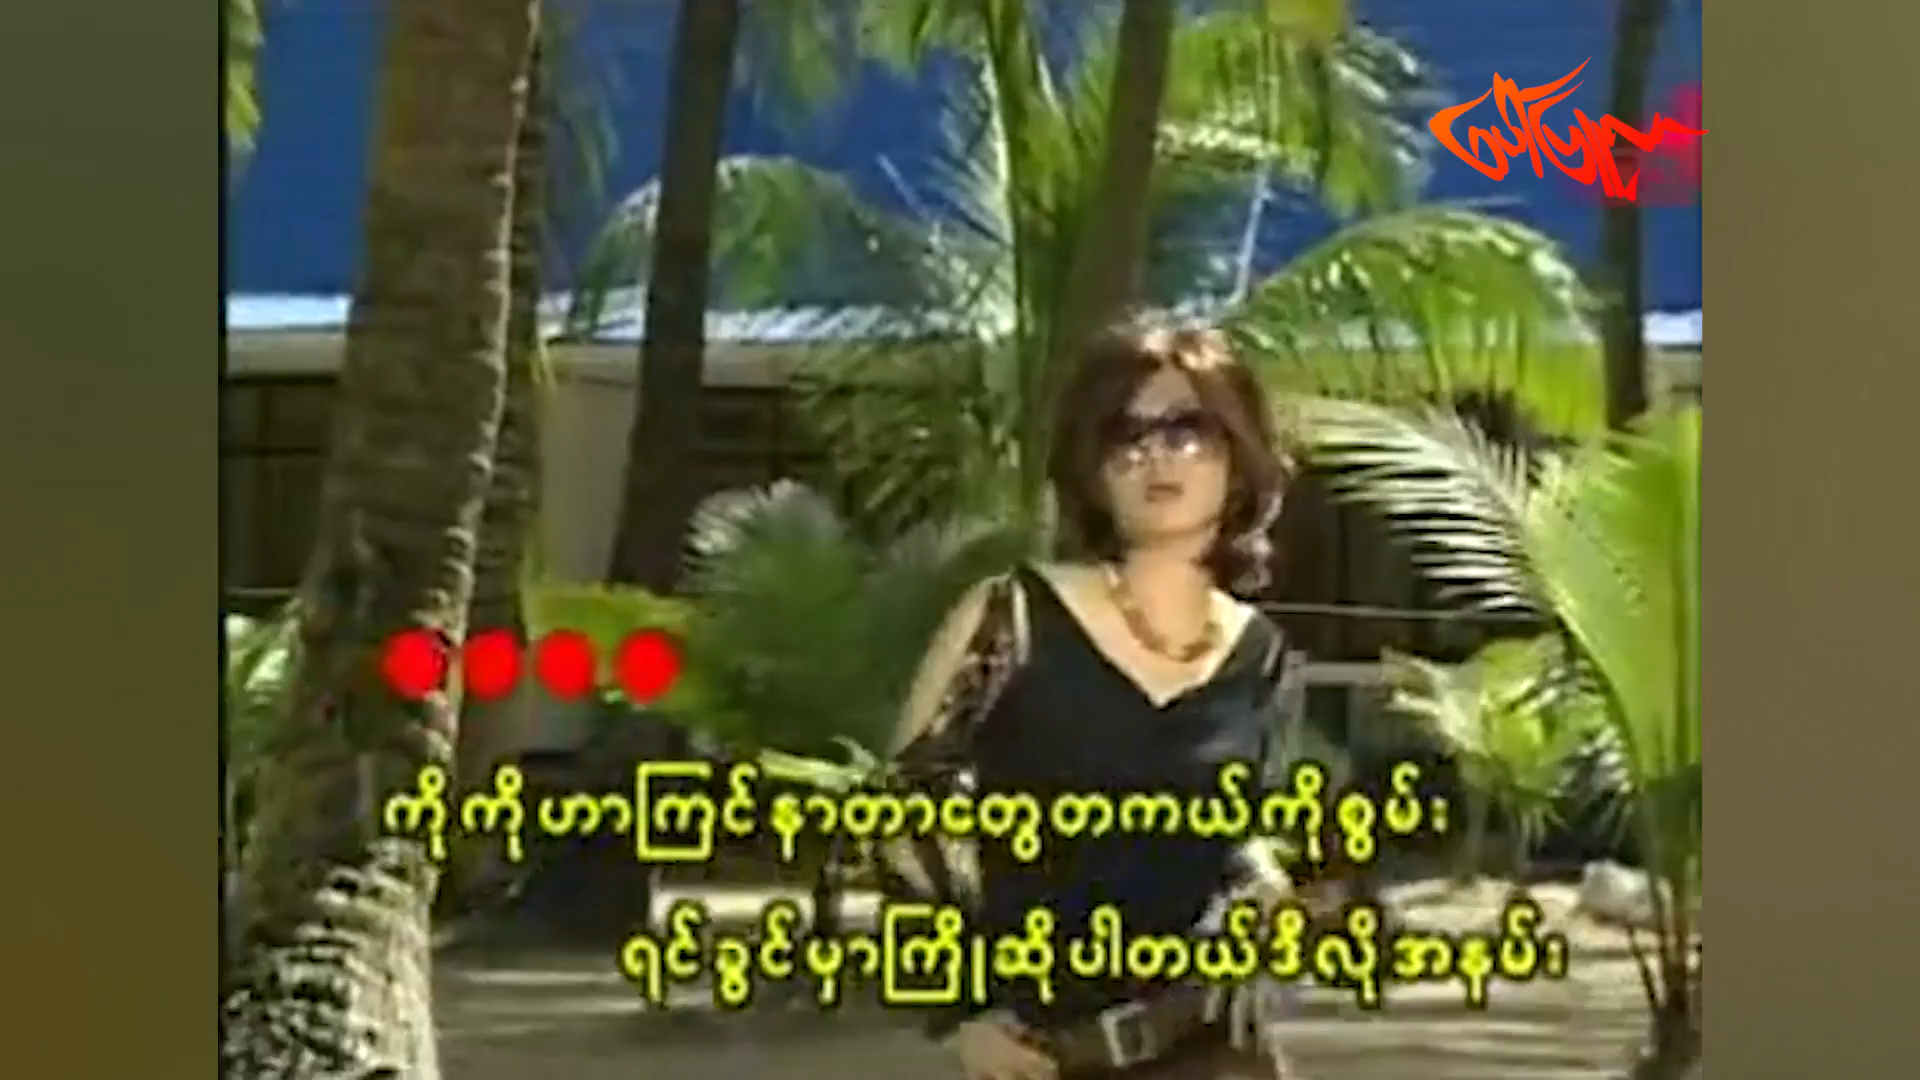 ကိုကိုဟာကြင်နာတာငတွေတကယ်ကိုစွမ်း
ရင်ခွင်မှာကြိုဆိုပါတယ်ဒီလိုအနမ်း